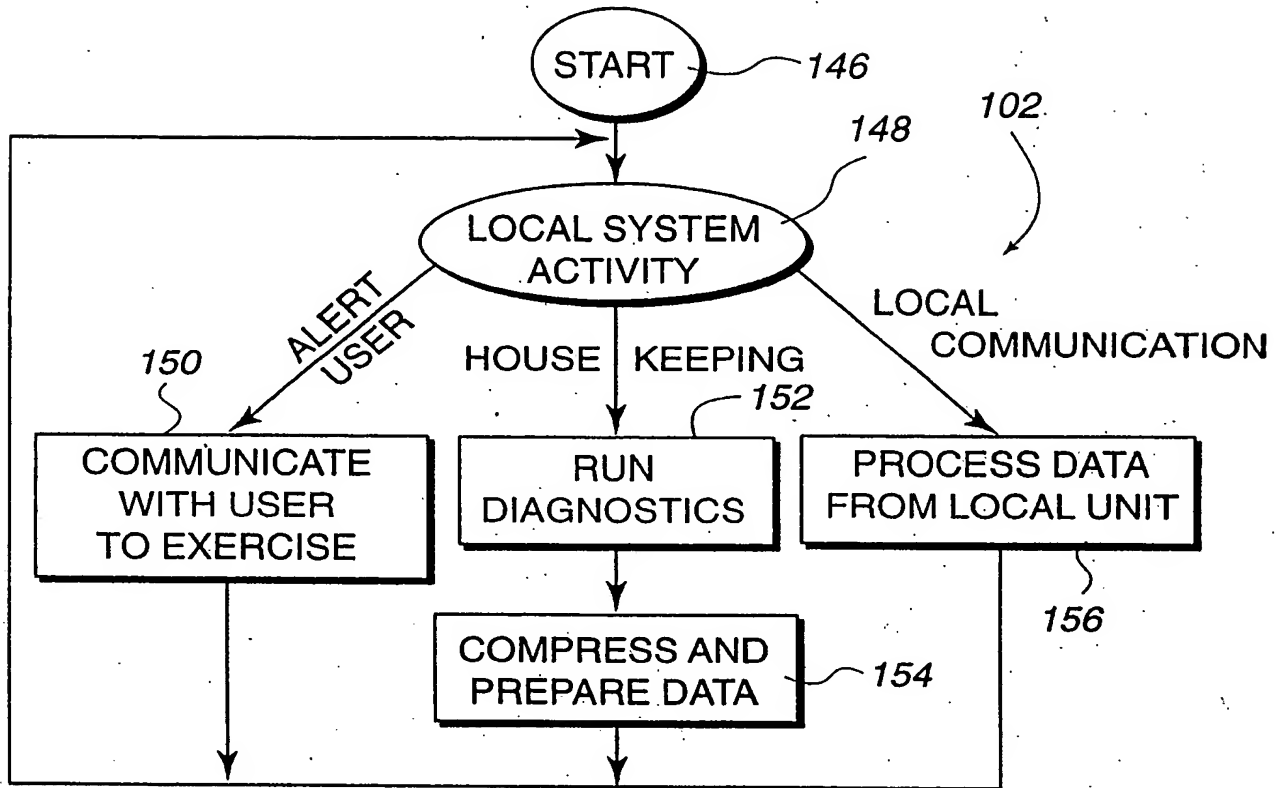 START
146
102
148
LOCAL SYSTEM
ACTIVITY
ALERT
USER
HOUSE KEEPING
LOCAL
COMMUNICATION
150
152
COMMUNICATE
WITH USER
TO EXERCISE
RUN
DIAGNOSTICS
PROCESS DATA
FROM LOCAL UNIT
156
COMPRESS AND
PREPARE DATA
154